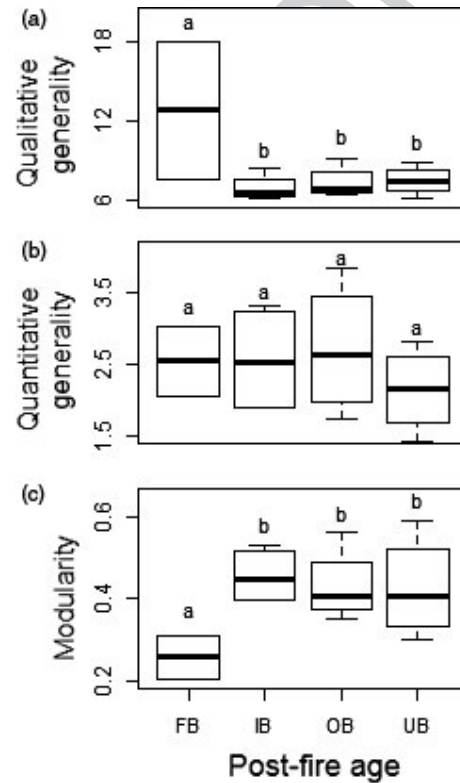 (a)
Qualitative
generality
18
12
6
a
b
b
b
(b)
Quantitative
generality
3.5
2.5
1.5
a
a
a
a
(c)
Modularity
0.6
0.4
0.2
a
b
b
b
FB IB OB UB
Post-fire age